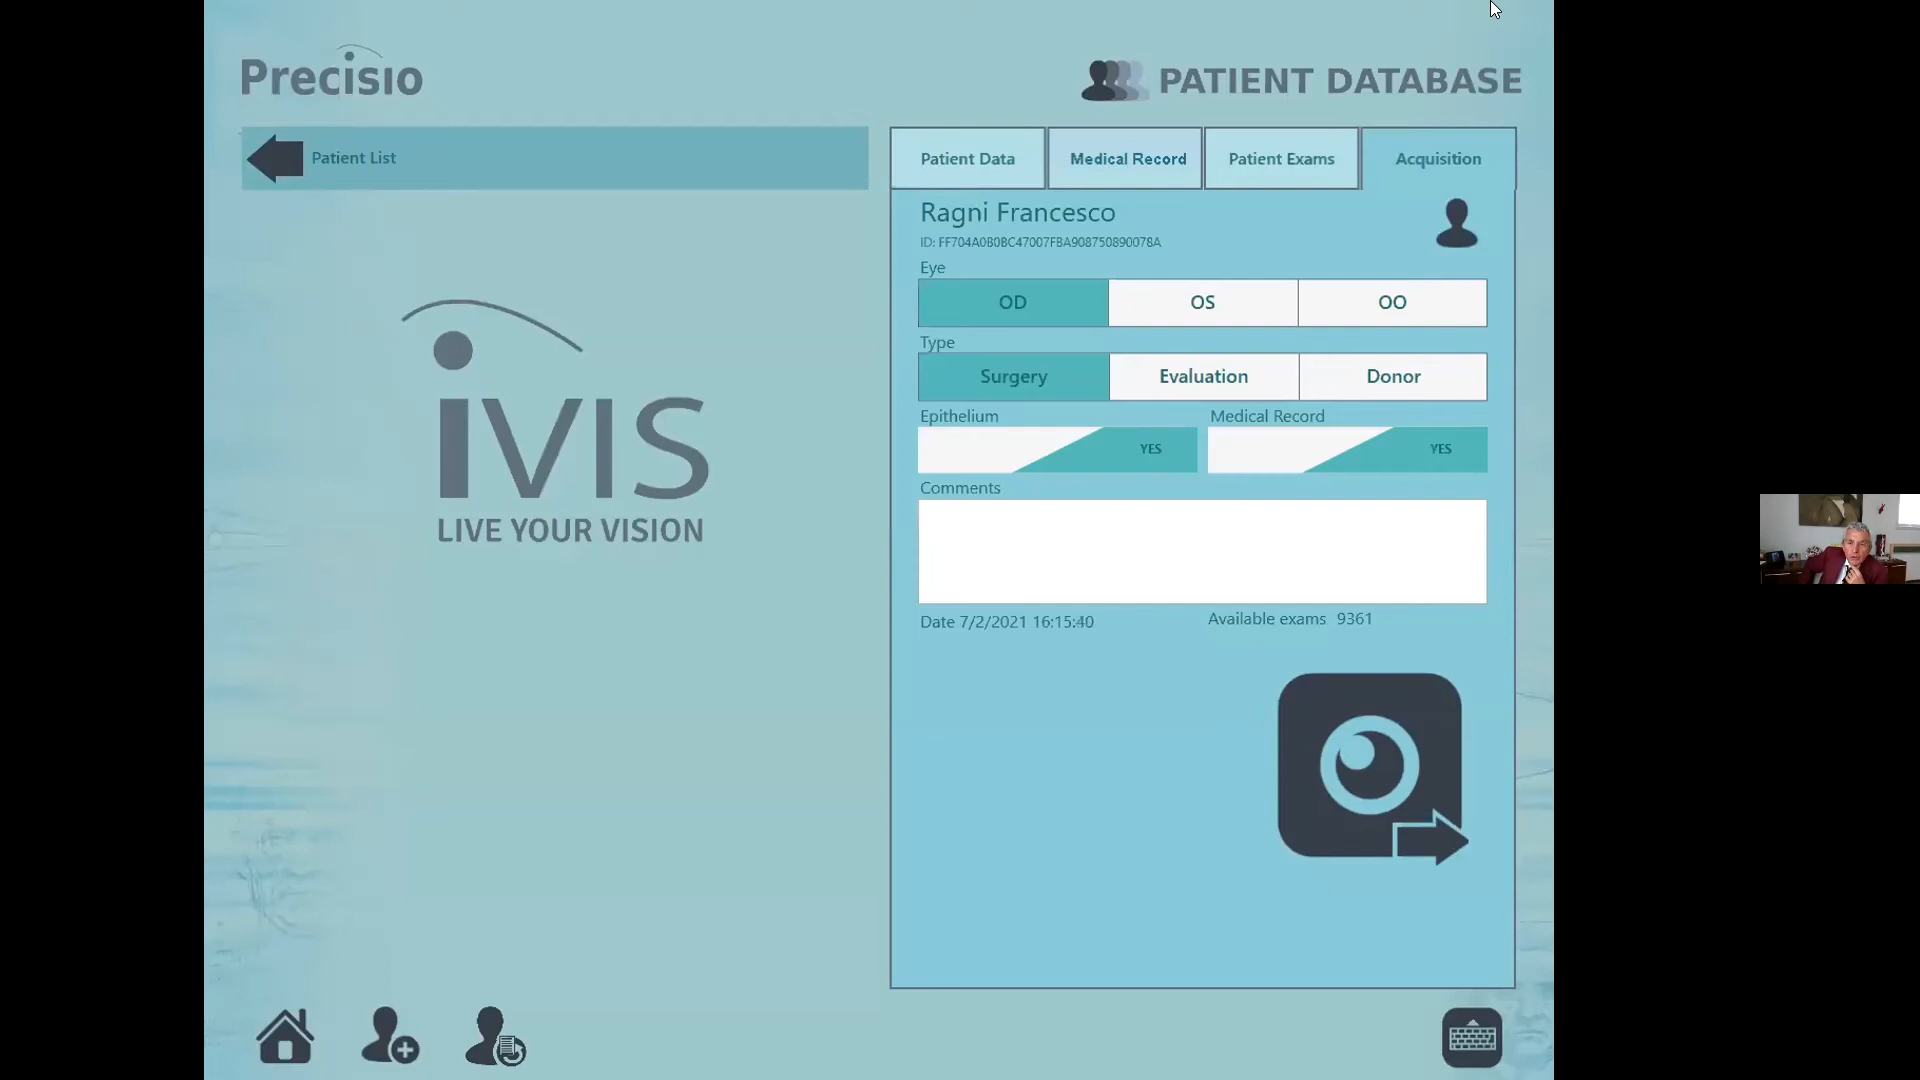 Precisio
PATIENT DATABASE
Patient List
Patient Data
Medical Record
Patient Exams
Acquisition
Ragni Francesco
ID: FF704A0B0BC47007FBA908750890078A
Eye
OD
OS
OO
Type
Surgery
Evaluation
Donor
Epithelium
Medical Record
YES
YES
Comments
Date 7/2/2021 16:15:40
Available exams 9361
iVIS
LIVE YOUR VISION